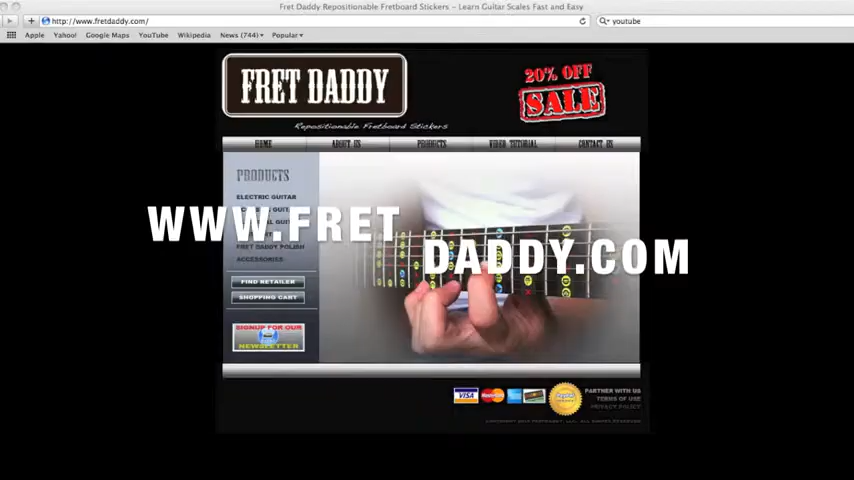 Fret Daddy Repositionable Fretboard Stickers – Learn Guitar Scales Fast and Easy
http://www.fretdaddy.com/
youtube
Apple Yahoo! Google Maps YouTube Wikipedia News (744) Popular
FRET DADDY
20% OFF
SALE
Repositionable Fretboard Stickers
HOME ABOUT US PRODUCTS VIDEO TUTORIAL CONTACT US
PRODUCTS
ELECTRIC GUITAR
WWW.FRET
DADDY.COM
FRET DADDY POLISH
ACCESSORIES
FIND RETAILER
SHOPPING CART
SIGNUP FOR OUR
NEWSLETTER
VISA MasterCard
PARTNER WITH US
TERMS OF USE
PRIVACY POLICY